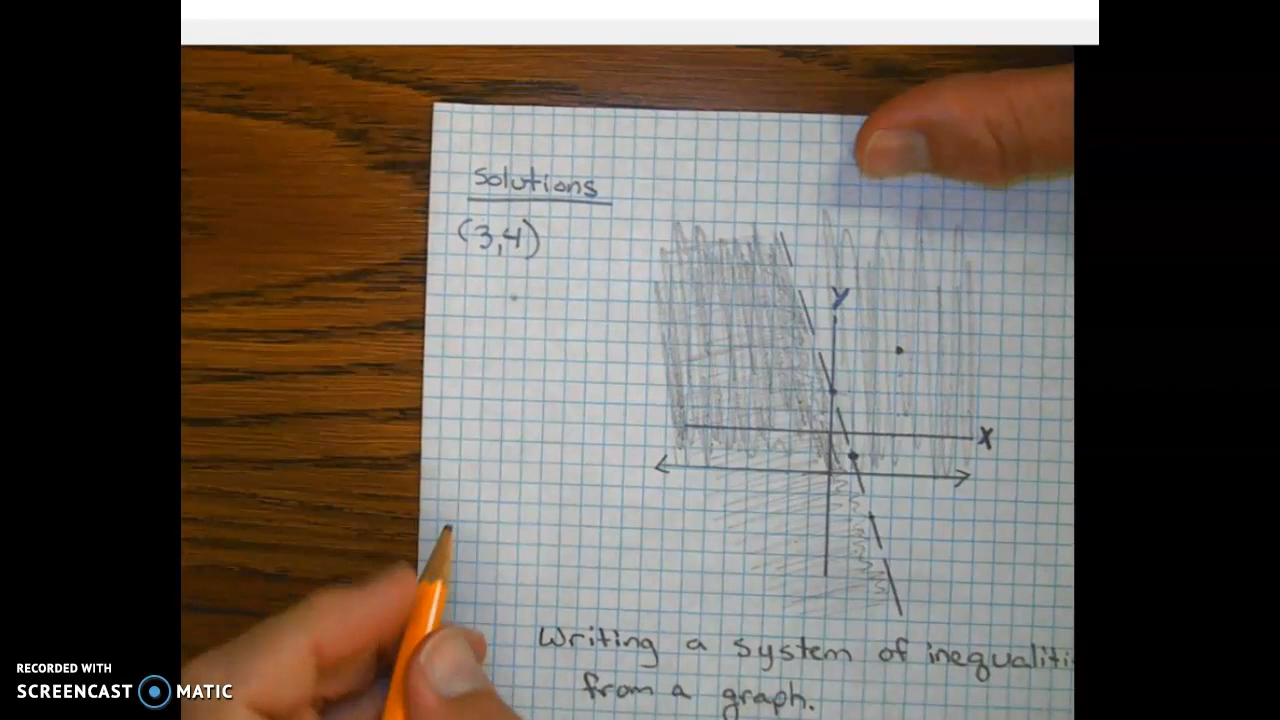 Solutions
(3,4)
Y
X
Writing a system of inequaliti
from a graph.
RECORDED WITH
SCREENCAST MATIC